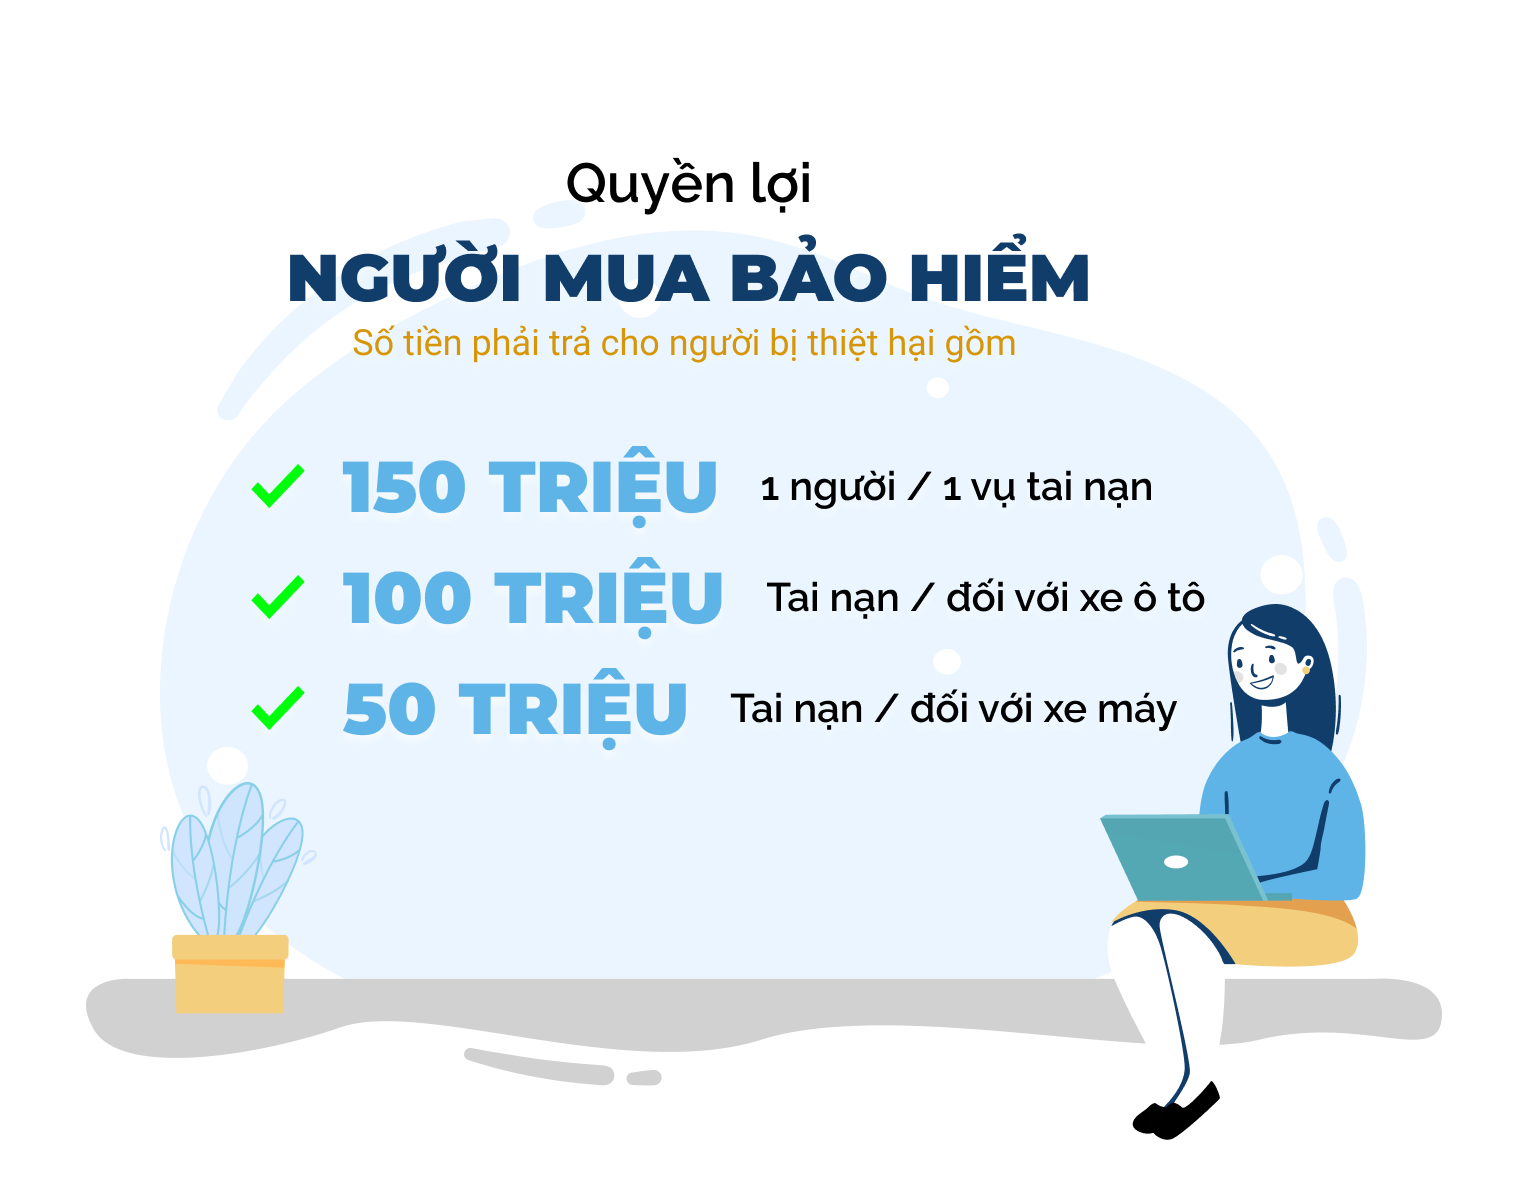 Quyền lợi
NGƯỜI MUA BẢO HIỂM
Số tiền phải trả cho người bị thiệt hại gồm
150 TRIỆU 1 người / 1 vụ tai nạn
100 TRIỆU Tai nạn / đối với xe ô tô
50 TRIỆU Tai nạn / đối với xe máy